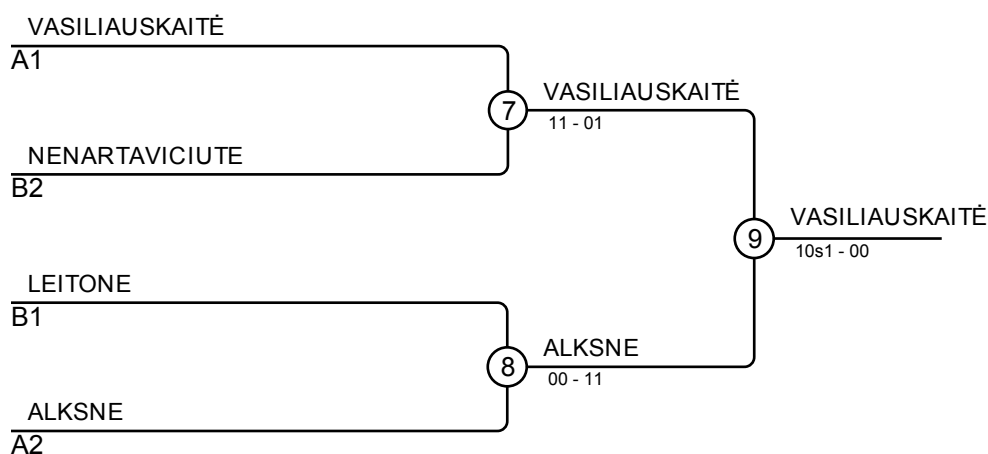 VASILIAUSKAITĖ
A1
7
VASILIAUSKAITĖ
11 - 01
NENARTAVICIUTE
B2
9
VASILIAUSKAITĖ
10s1 - 00
LEITONE
B1
8
ALKSNE
00 - 11
ALKSNE
A2